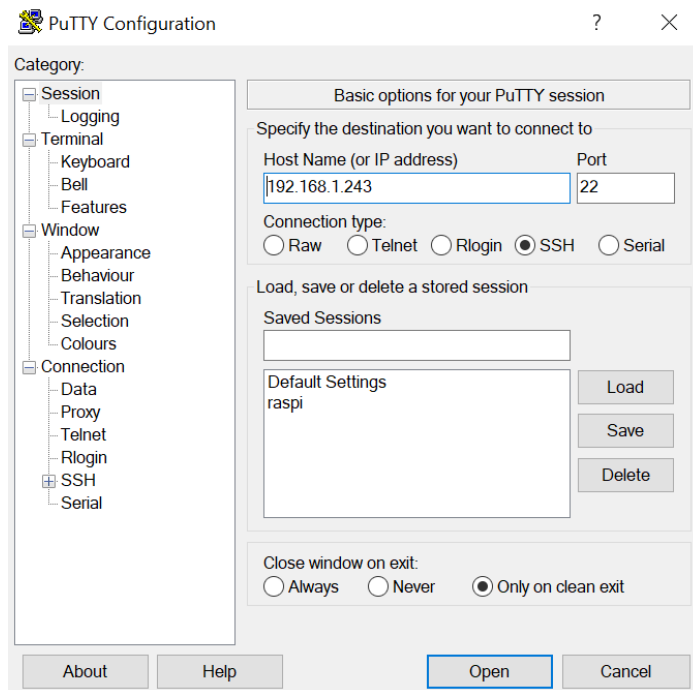 PuTTY Configuration
?
Category:
Session
Logging
Terminal
Keyboard
Bell
Features
Window
Appearance
Behaviour
Translation
Selection
Colours
Connection
Data
Proxy
Telnet
Rlogin
SSH
Serial
Basic options for your PuTTY session
Specify the destination you want to connect to
Host Name (or IP address) Port
192.168.1.243 22
Connection type:
Raw Telnet Rlogin SSH Serial
Load, save or delete a stored session
Saved Sessions
Default Settings
raspi
Load
Save
Delete
Close window on exit:
Always Never Only on clean exit
About Help Open Cancel